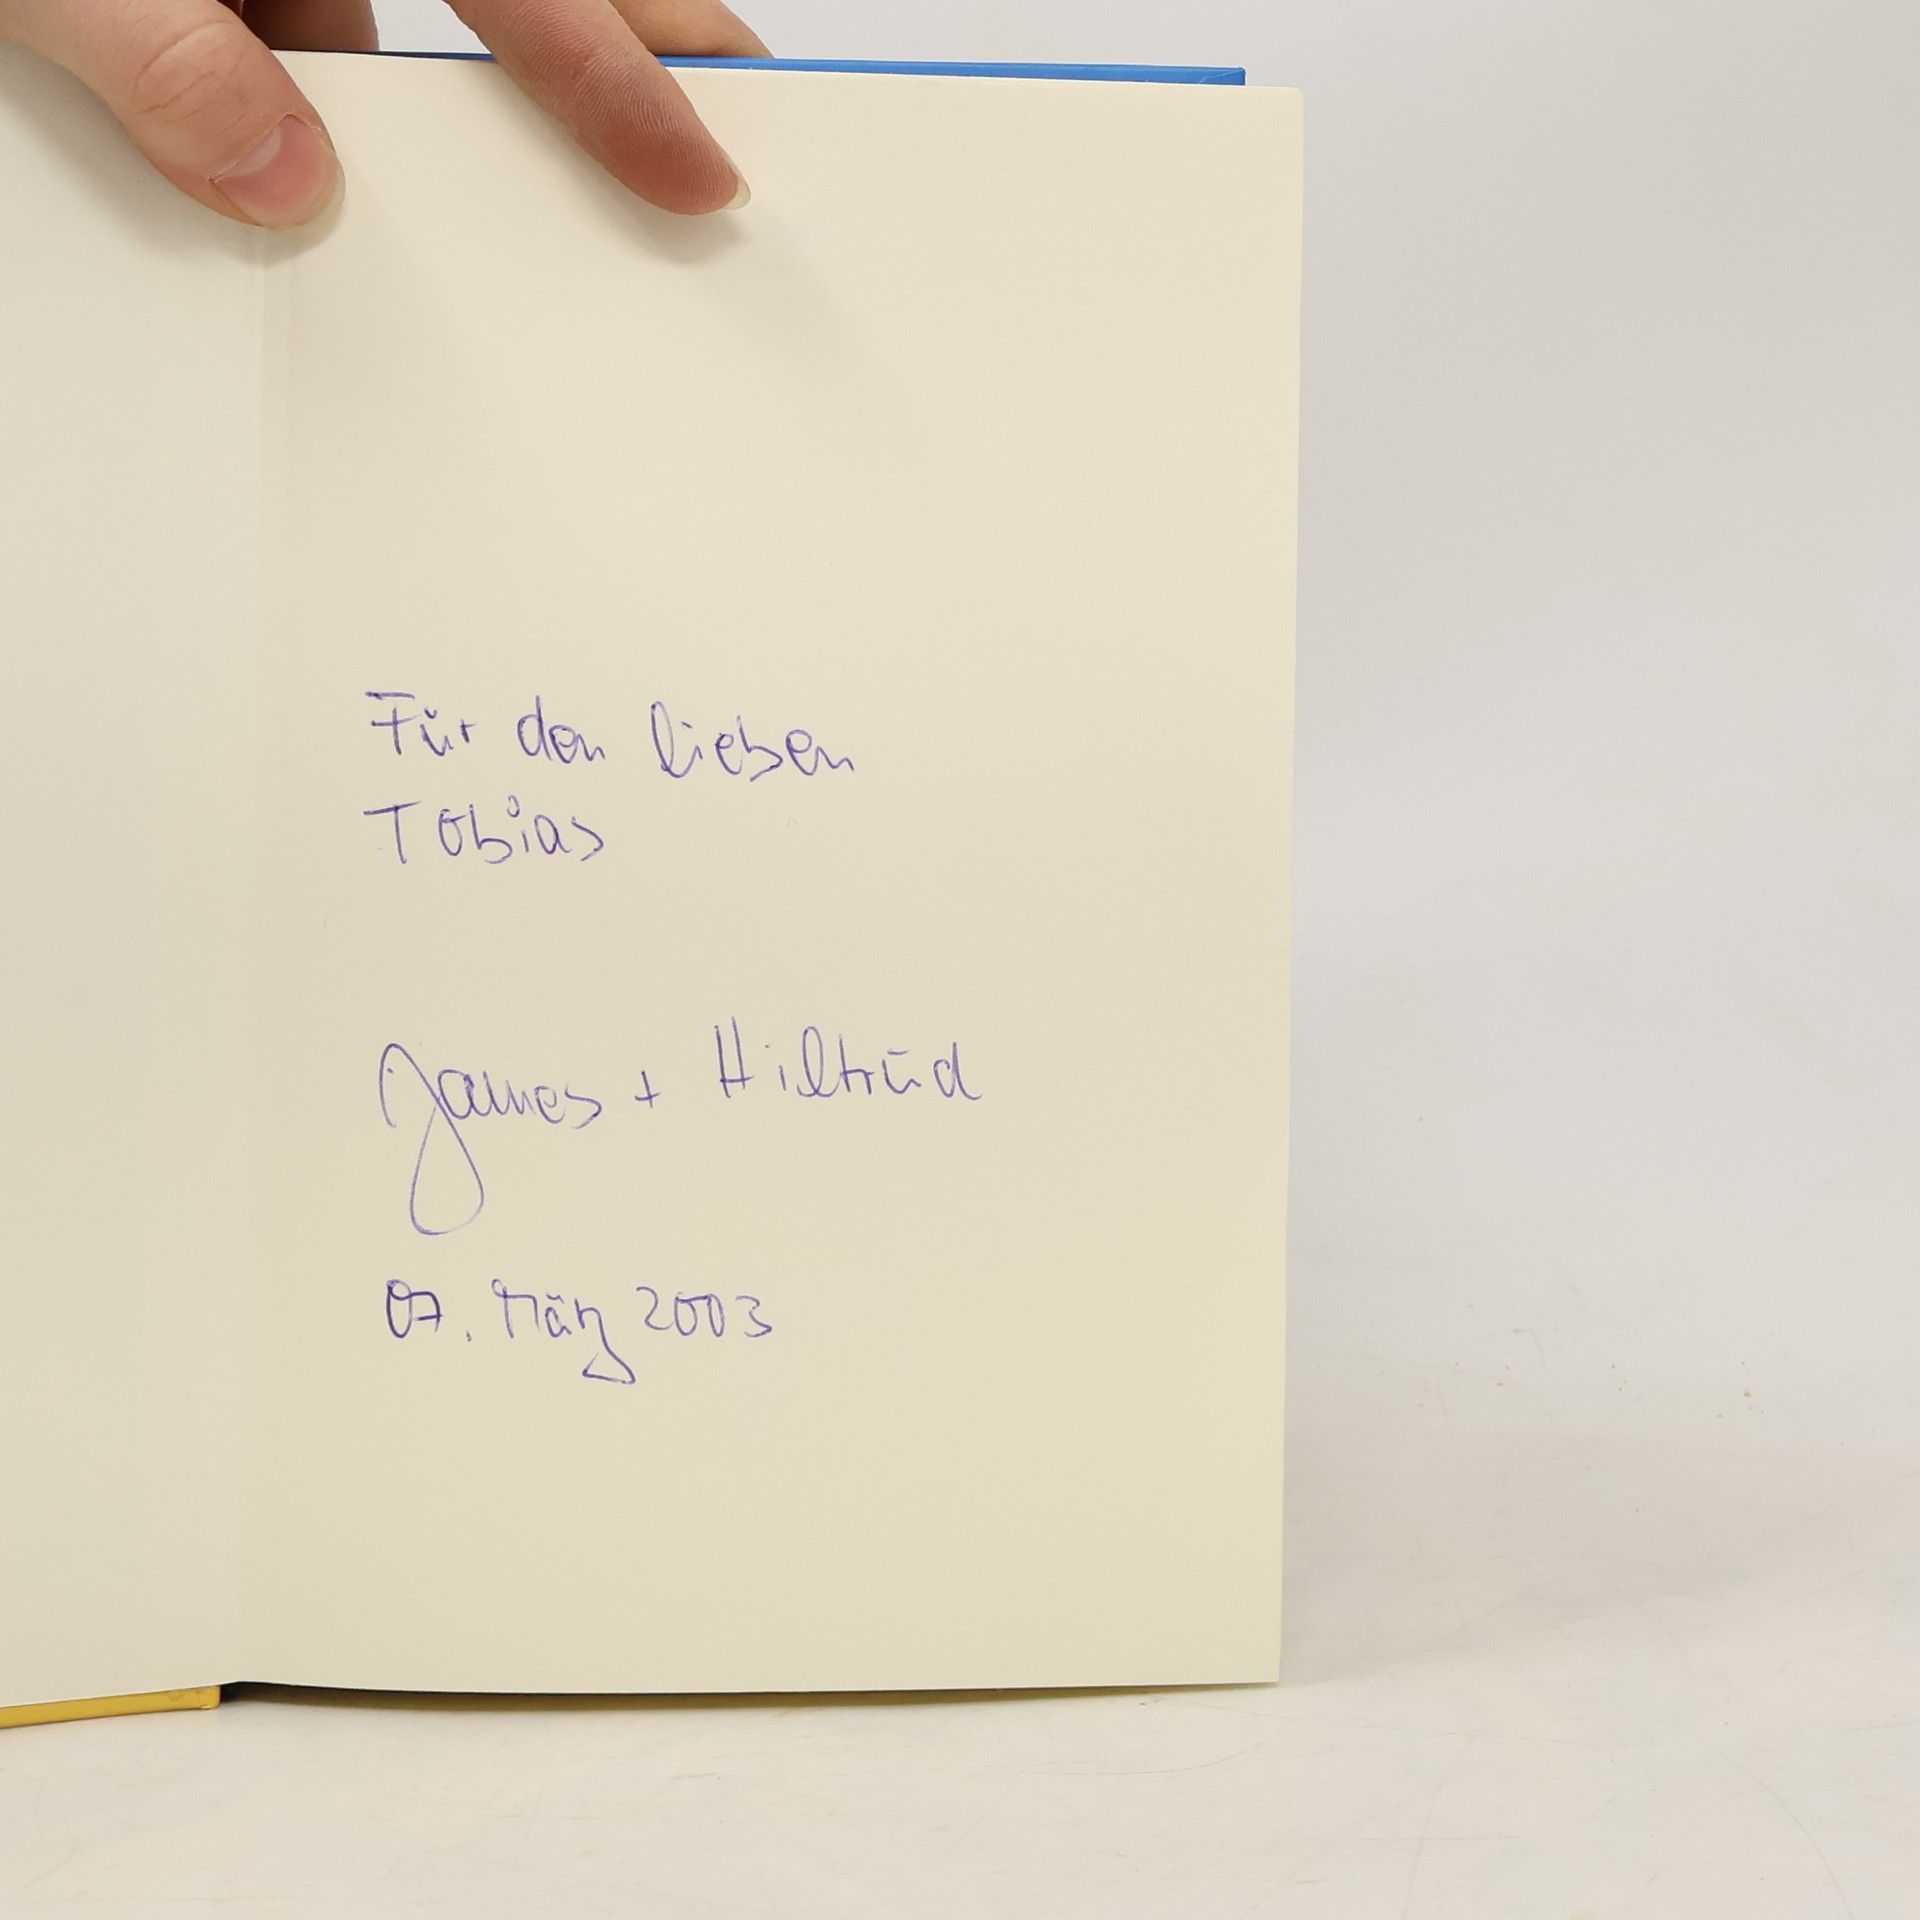 Für den lieben
Tobias
James + Hiltrud
07. März 2003